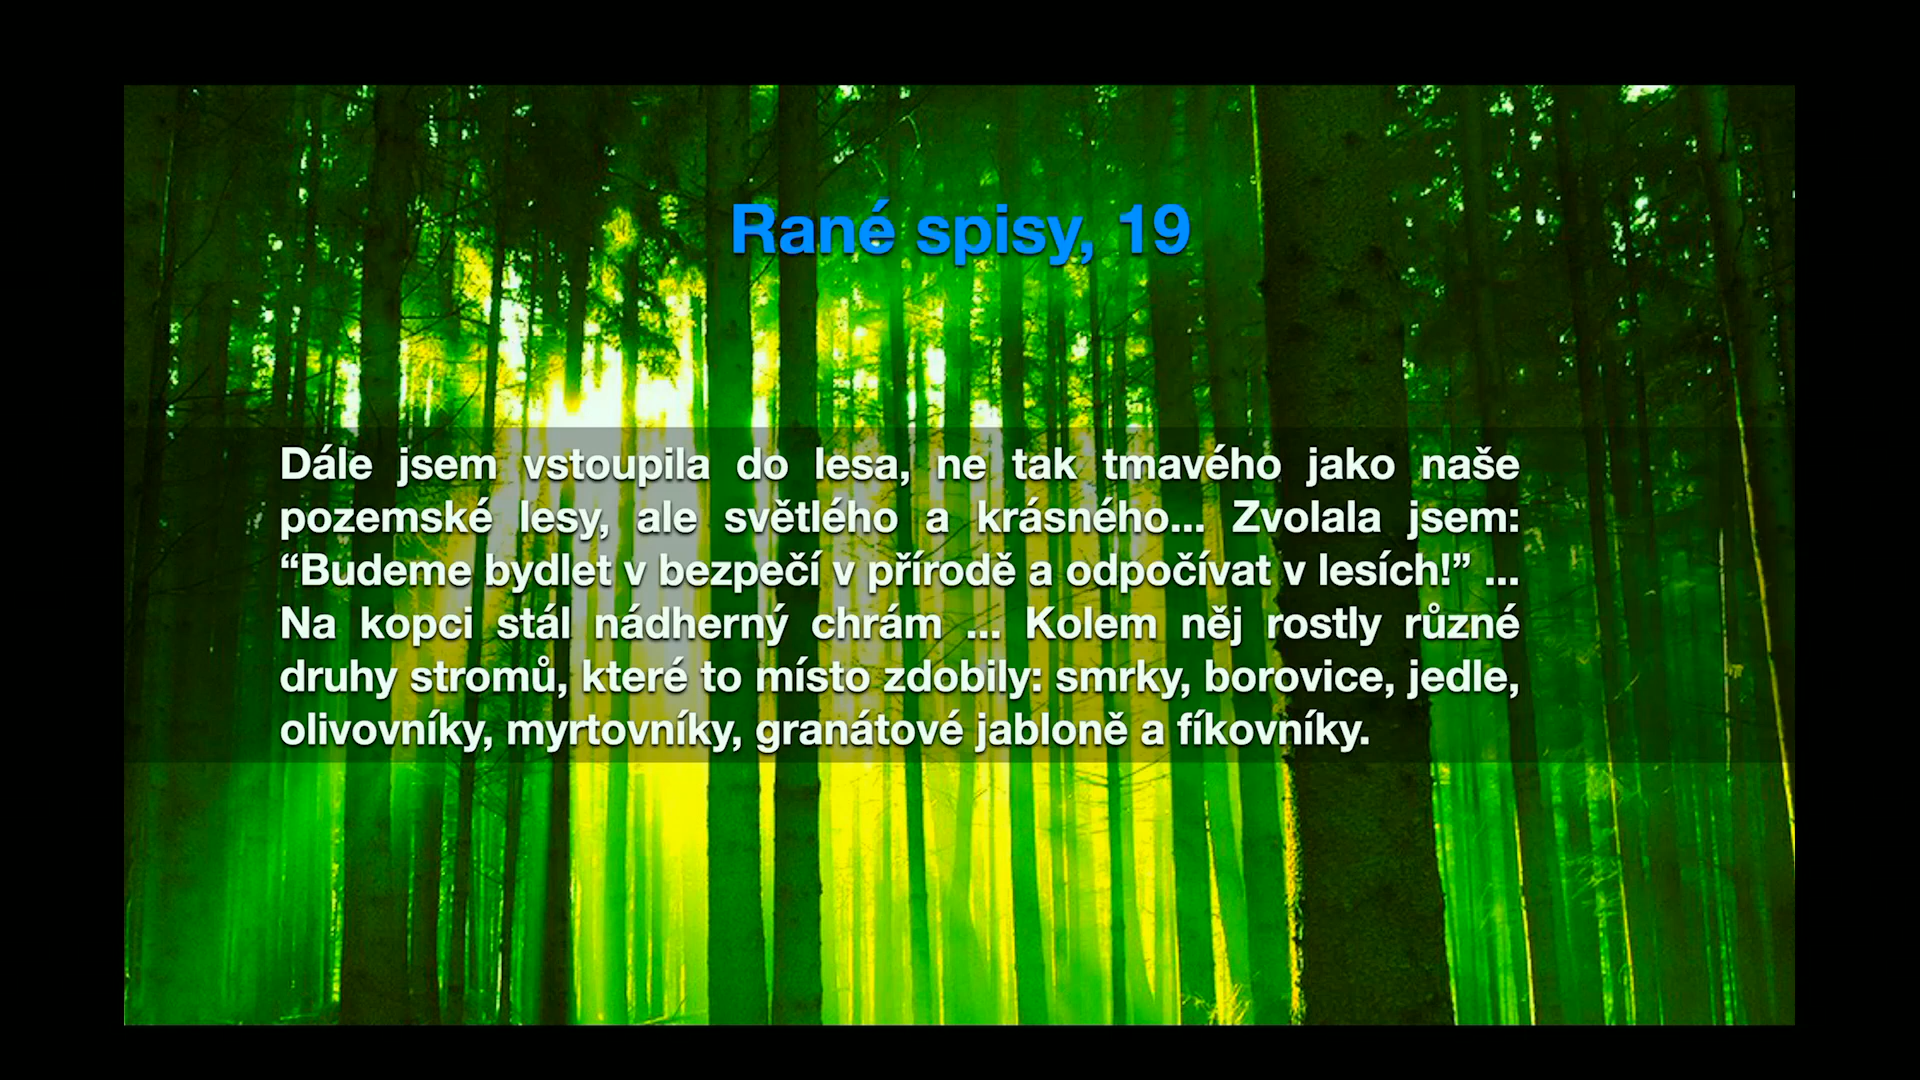 Rané spisy, 19
Dále jsem vstoupila do lesa, ne tak tmavého jako naše
pozemské lesy, ale světlého a krásného... Zvolala jsem:
“Budeme bydlet v bezpečí v přírodě a odpočívat v lesích!” ...
Na kopci stál nádherný chrám ... Kolem něj rostly různé
druhy stromů, které to místo zdobily: smrky, borovice, jedle,
olivovníky, myrtovníky, granátové jabloně a fíkovníky.